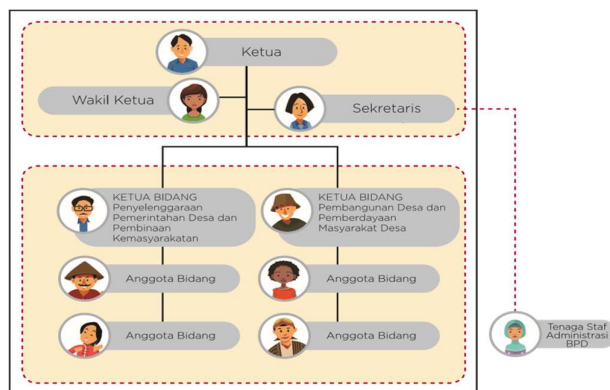 Ketua
Wakil Ketua
Sekretaris
KETUA BIDANG
Penyelenggaraan
Pemerintahan Desa dan
Pembinaan
Kemasyarakatan
KETUA BIDANG
Pembangunan Desa dan
Pemberdayaan
Masyarakat Desa
Anggota Bidang
Anggota Bidang
Anggota Bidang
Anggota Bidang
Tenaga Staf
Administrasi
BPD